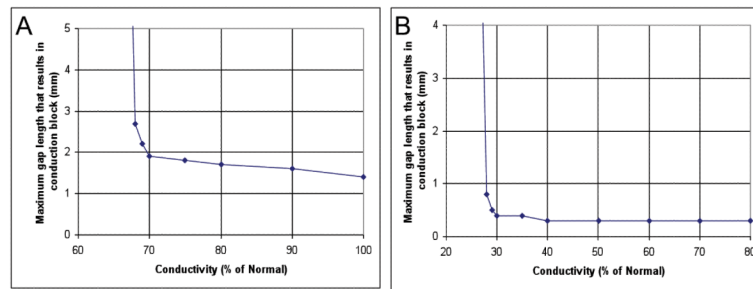 A
Maximum gap length that results in
conduction block (mm)
5
4
3
2
1
0
60 70 80 90 100
Conductivity (% of Normal)
B
Maximum gap length that results in
conduction block (mm)
4
3
2
1
0
20 30 40 50 60 70 80
Conductivity (% of Normal)